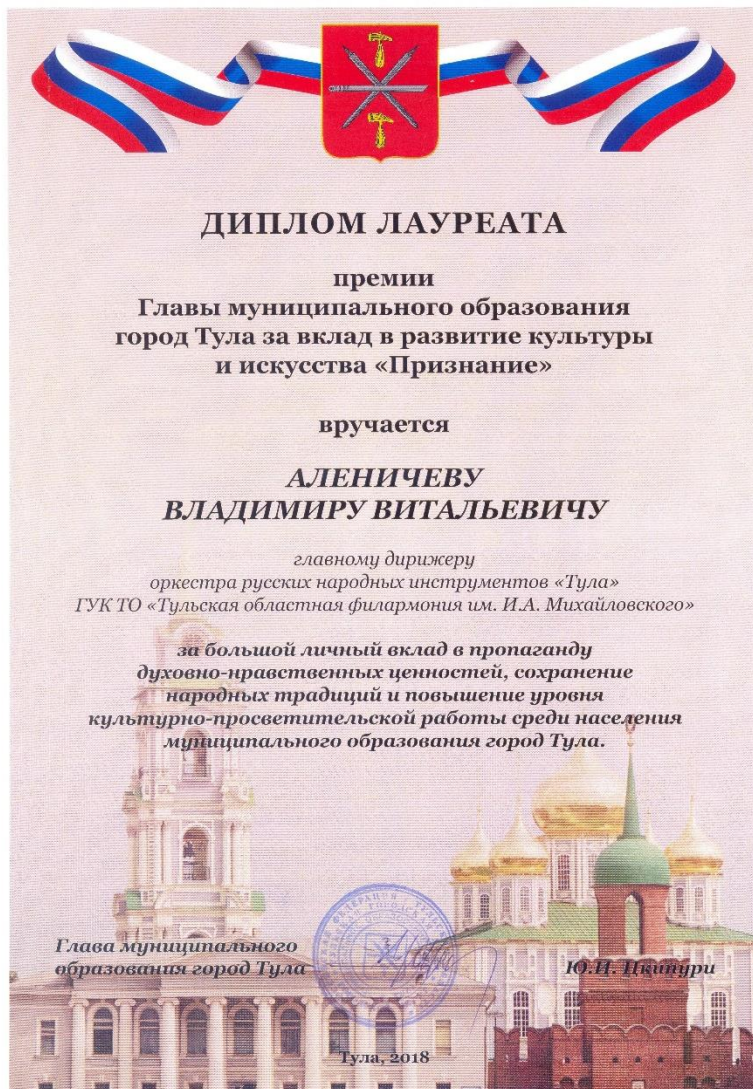 ДИПЛОМ ЛАУРЕАТА
премии
Главы муниципального образования
город Тула за вклад в развитие культуры
и искусства «Признание»
вручается
АЛЕНИЧЕВУ
ВЛАДИМИРУ ВИТАЛЬЕВИЧУ
главному дирижеру
оркестра русских народных инструментов «Тула»
ГУК ТО «Тульская областная филармония им. И.А. Михайловского»
за большой личный вклад в пропаганду
духовно-нравственных ценностей, сохранение
народных традиций и повышение уровня
культурно-просветительской работы среди населения
муниципального образования город Тула.
Глава муниципального
образования город Тула
Ю.И. Цкипури
Тула, 2018